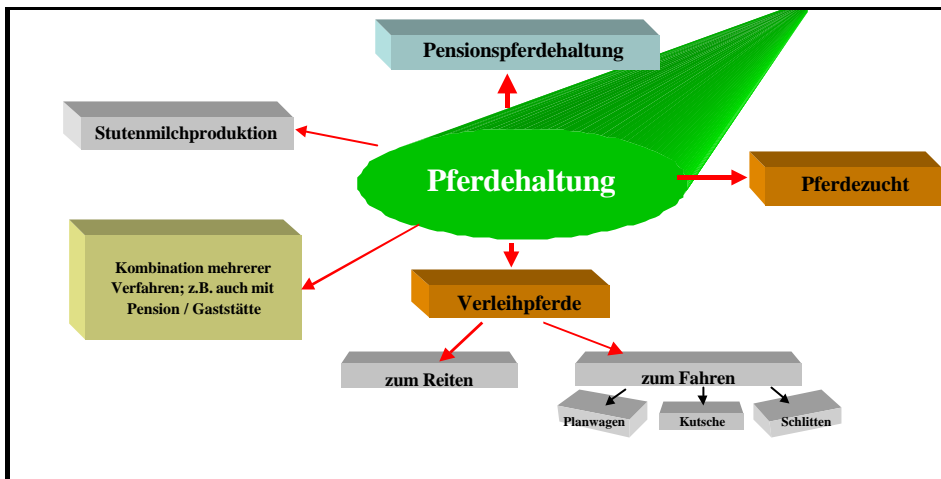 Pensionspferdehaltung
Stutenmilchproduktion
Pferdehaltung
Pferdezucht
Kombination mehrerer
Verfahren; z.B. auch mit
Pension / Gaststätte
Verleihpferde
zum Reiten
zum Fahren
Planwagen
Kutsche
Schlitten